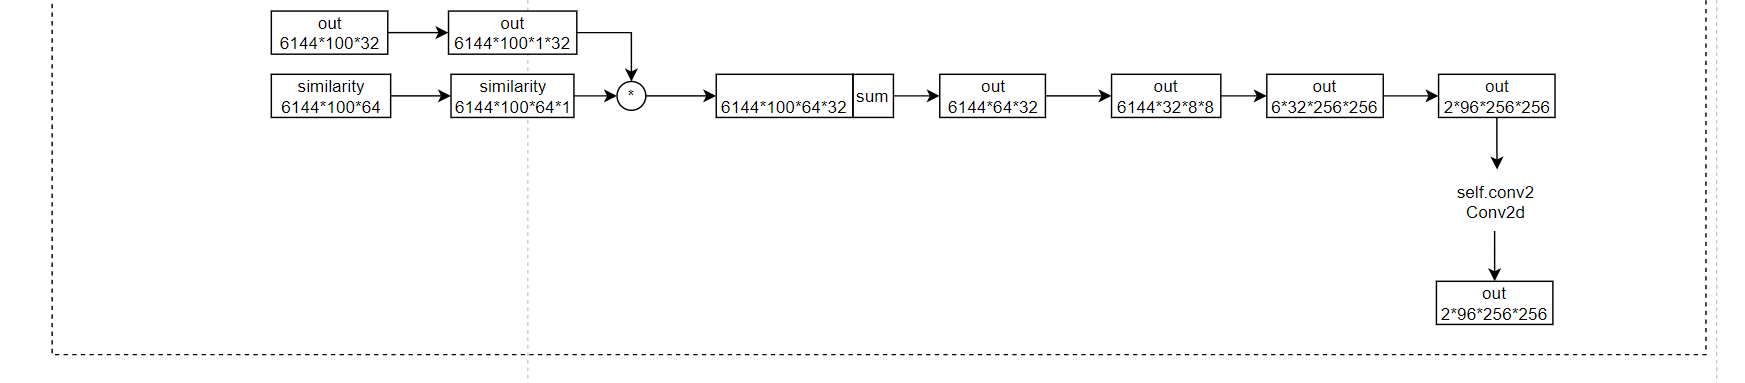 out
6144*100*32
out
6144*100*1*32
similarity
6144*100*64
similarity
6144*100*64*1
*
6144*100*64*32
sum
out
6144*64*32
out
6144*32*8*8
out
6*32*256*256
out
2*96*256*256
self.conv2
Conv2d
out
2*96*256*256